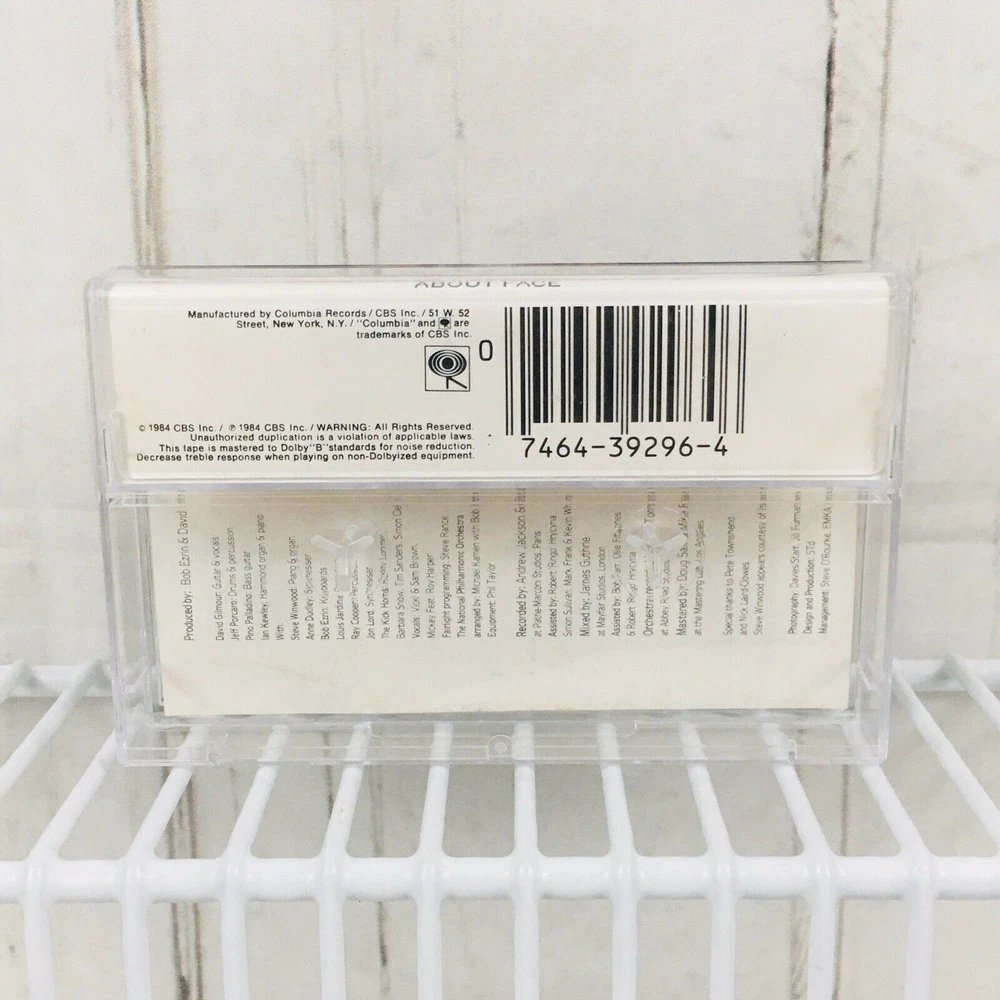 ABOUT FACE
Manufactured by Columbia Records / CBS Inc. / 51 W. 52
Street, New York, N.Y. / "Columbia" and are
trademarks of CBS Inc.
0
7464-39296-4
© 1984 CBS Inc. / ℗ 1984 CBS Inc. / WARNING: All Rights Reserved.
Unauthorized duplication is a violation of applicable laws.
This tape is mastered to Dolby "B" standards for noise reduction.
Decrease treble response when playing on non-Dolbyized equipment.
Produced by: Bob Ezrin & David
David Gilmour: Guitar & vocals
Jeff Porcaro: Drums & percussion
Pino Palladino: Bass guitar
Ian Kewley: Hammond organ & piano
With:
Steve Winwood: Piano & organ
Anne Dudley: Synthesiser
Bob Ezrin: Keyboards
Louis Jardine
Ray Cooper: Percussion
Jon Lord: Synthesiser
The Kick Horns:
Barbara Snow, Tim Sanders, Simon
Vocals: Vicki & Sam Brown,
Mickey Feat, Roy Harper
Fairlight programming: Steve Rance
The National Philharmonic Orchestra
arranged by: Michael Kamen with Bob
Equipment: Phil Taylor
Recorded by: Andrew Jackson &
at Pathe-Marconi Studios, Paris
Assisted by: Robert Ringo Hrycyna,
Simon Sullivan, Mark Frank & Kevin
Mixed by: James Guthrie,
at Mayfair Studios, London
Assisted by:
& Robert Ringo Hrycyna
Orchestra
at Abbey Road Studios
Mastered by: Doug Sax & Mike
at the Mastering Lab, Los Angeles
Special thanks to Pete Townshend
and Nick Laird-Clowes
Steve Winwood appears courtesy of
Photography: Davies Starr, Jill Furman
Design and Production: STd
Management: Steve O'Rourke, EMKA